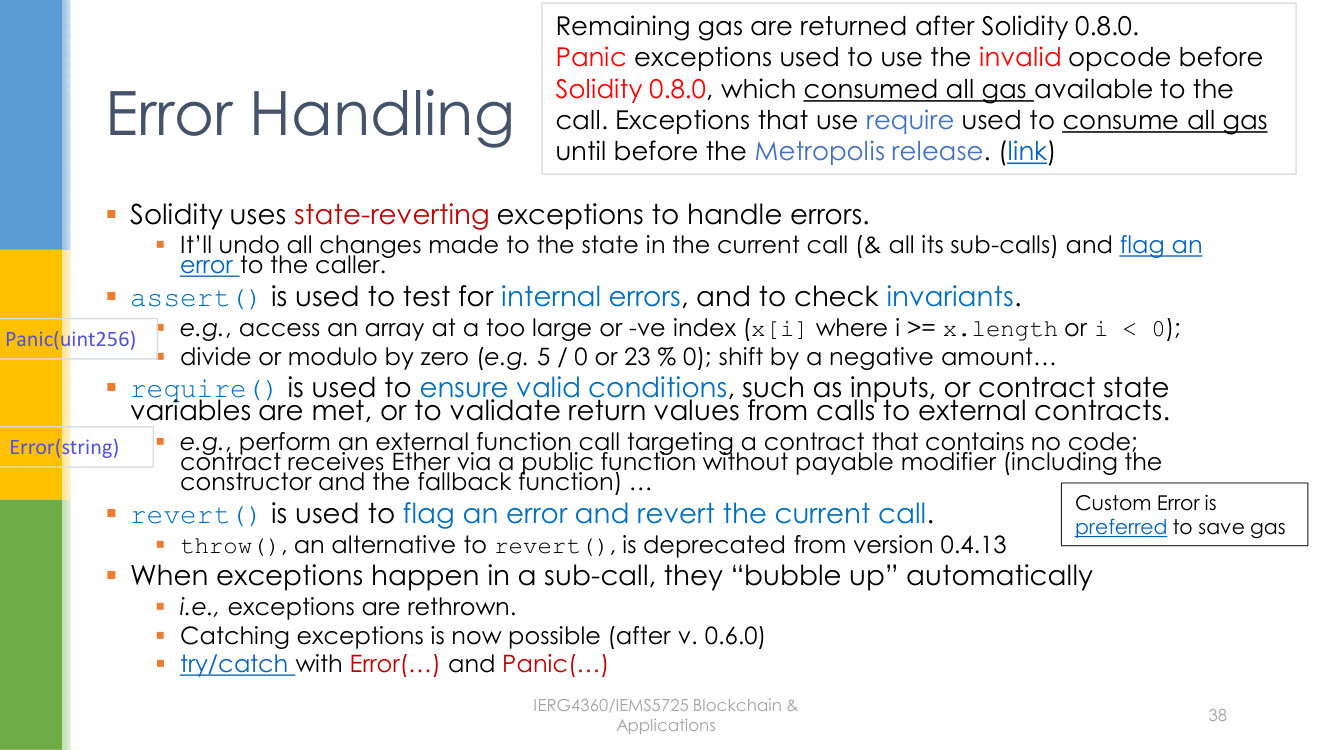 Remaining gas are returned after Solidity 0.8.0.
Panic exceptions used to use the invalid opcode before
Solidity 0.8.0, which consumed all gas available to the
call. Exceptions that use require used to consume all gas
until before the Metropolis release. (link)
Error Handling
▪ Solidity uses state-reverting exceptions to handle errors.
▪ It’ll undo all changes made to the state in the current call (& all its sub-calls) and flag an
error to the caller.
▪ assert() is used to test for internal errors, and to check invariants.
Panic(uint256)
▪ e.g., access an array at a too large or -ve index (x[i] where i >= x.length or i < 0);
▪ divide or modulo by zero (e.g. 5 / 0 or 23 % 0); shift by a negative amount…
▪ require() is used to ensure valid conditions, such as inputs, or contract state
variables are met, or to validate return values from calls to external contracts.
Error(string)
▪ e.g., perform an external function call targeting a contract that contains no code;
contract receives Ether via a public function without payable modifier (including the
constructor and the fallback function) …
▪ revert() is used to flag an error and revert the current call.
Custom Error is
preferred to save gas
▪ throw(), an alternative to revert(), is deprecated from version 0.4.13
▪ When exceptions happen in a sub-call, they “bubble up” automatically
▪ i.e., exceptions are rethrown.
▪ Catching exceptions is now possible (after v. 0.6.0)
▪ try/catch with Error(…) and Panic(…)
IERG4360/IEMS5725 Blockchain &
Applications
38